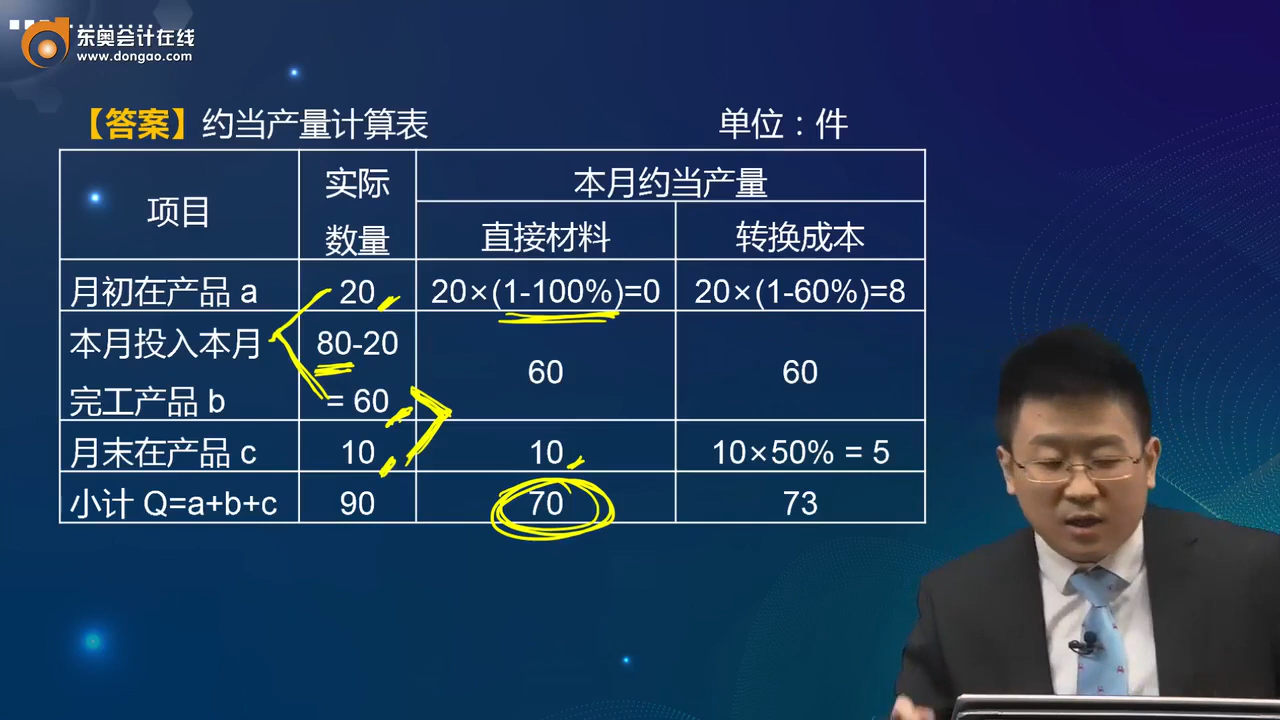 东奥会计在线
www.dongao.com
【答案】约当产量计算表 单位：件
项目 实际数量 本月约当产量
直接材料 转换成本
月初在产品 a 20 20×(1-100%)=0 20×(1-60%)=8
本月投入本月完工产品 b 80-20 = 60 60 60
月末在产品 c 10 10 10×50% = 5
小计 Q=a+b+c 90 70 73